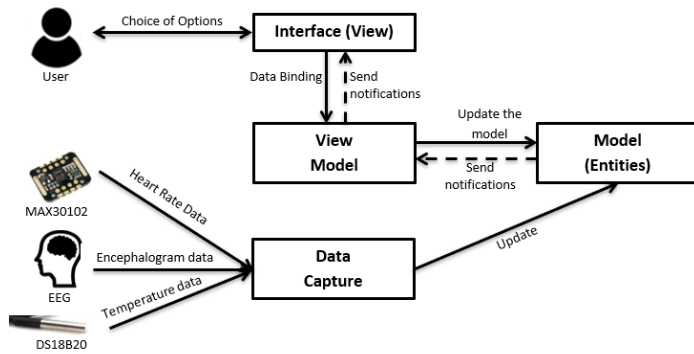 Choice of Options
Interface (View)
User
Data Binding
Send
notifications
View
Model
Update the
model
Send
notifications
Model
(Entities)
MAX30102
Heart Rate Data
Encephalogram data
EEG
Temperature data
DS18B20
Data
Capture
Update